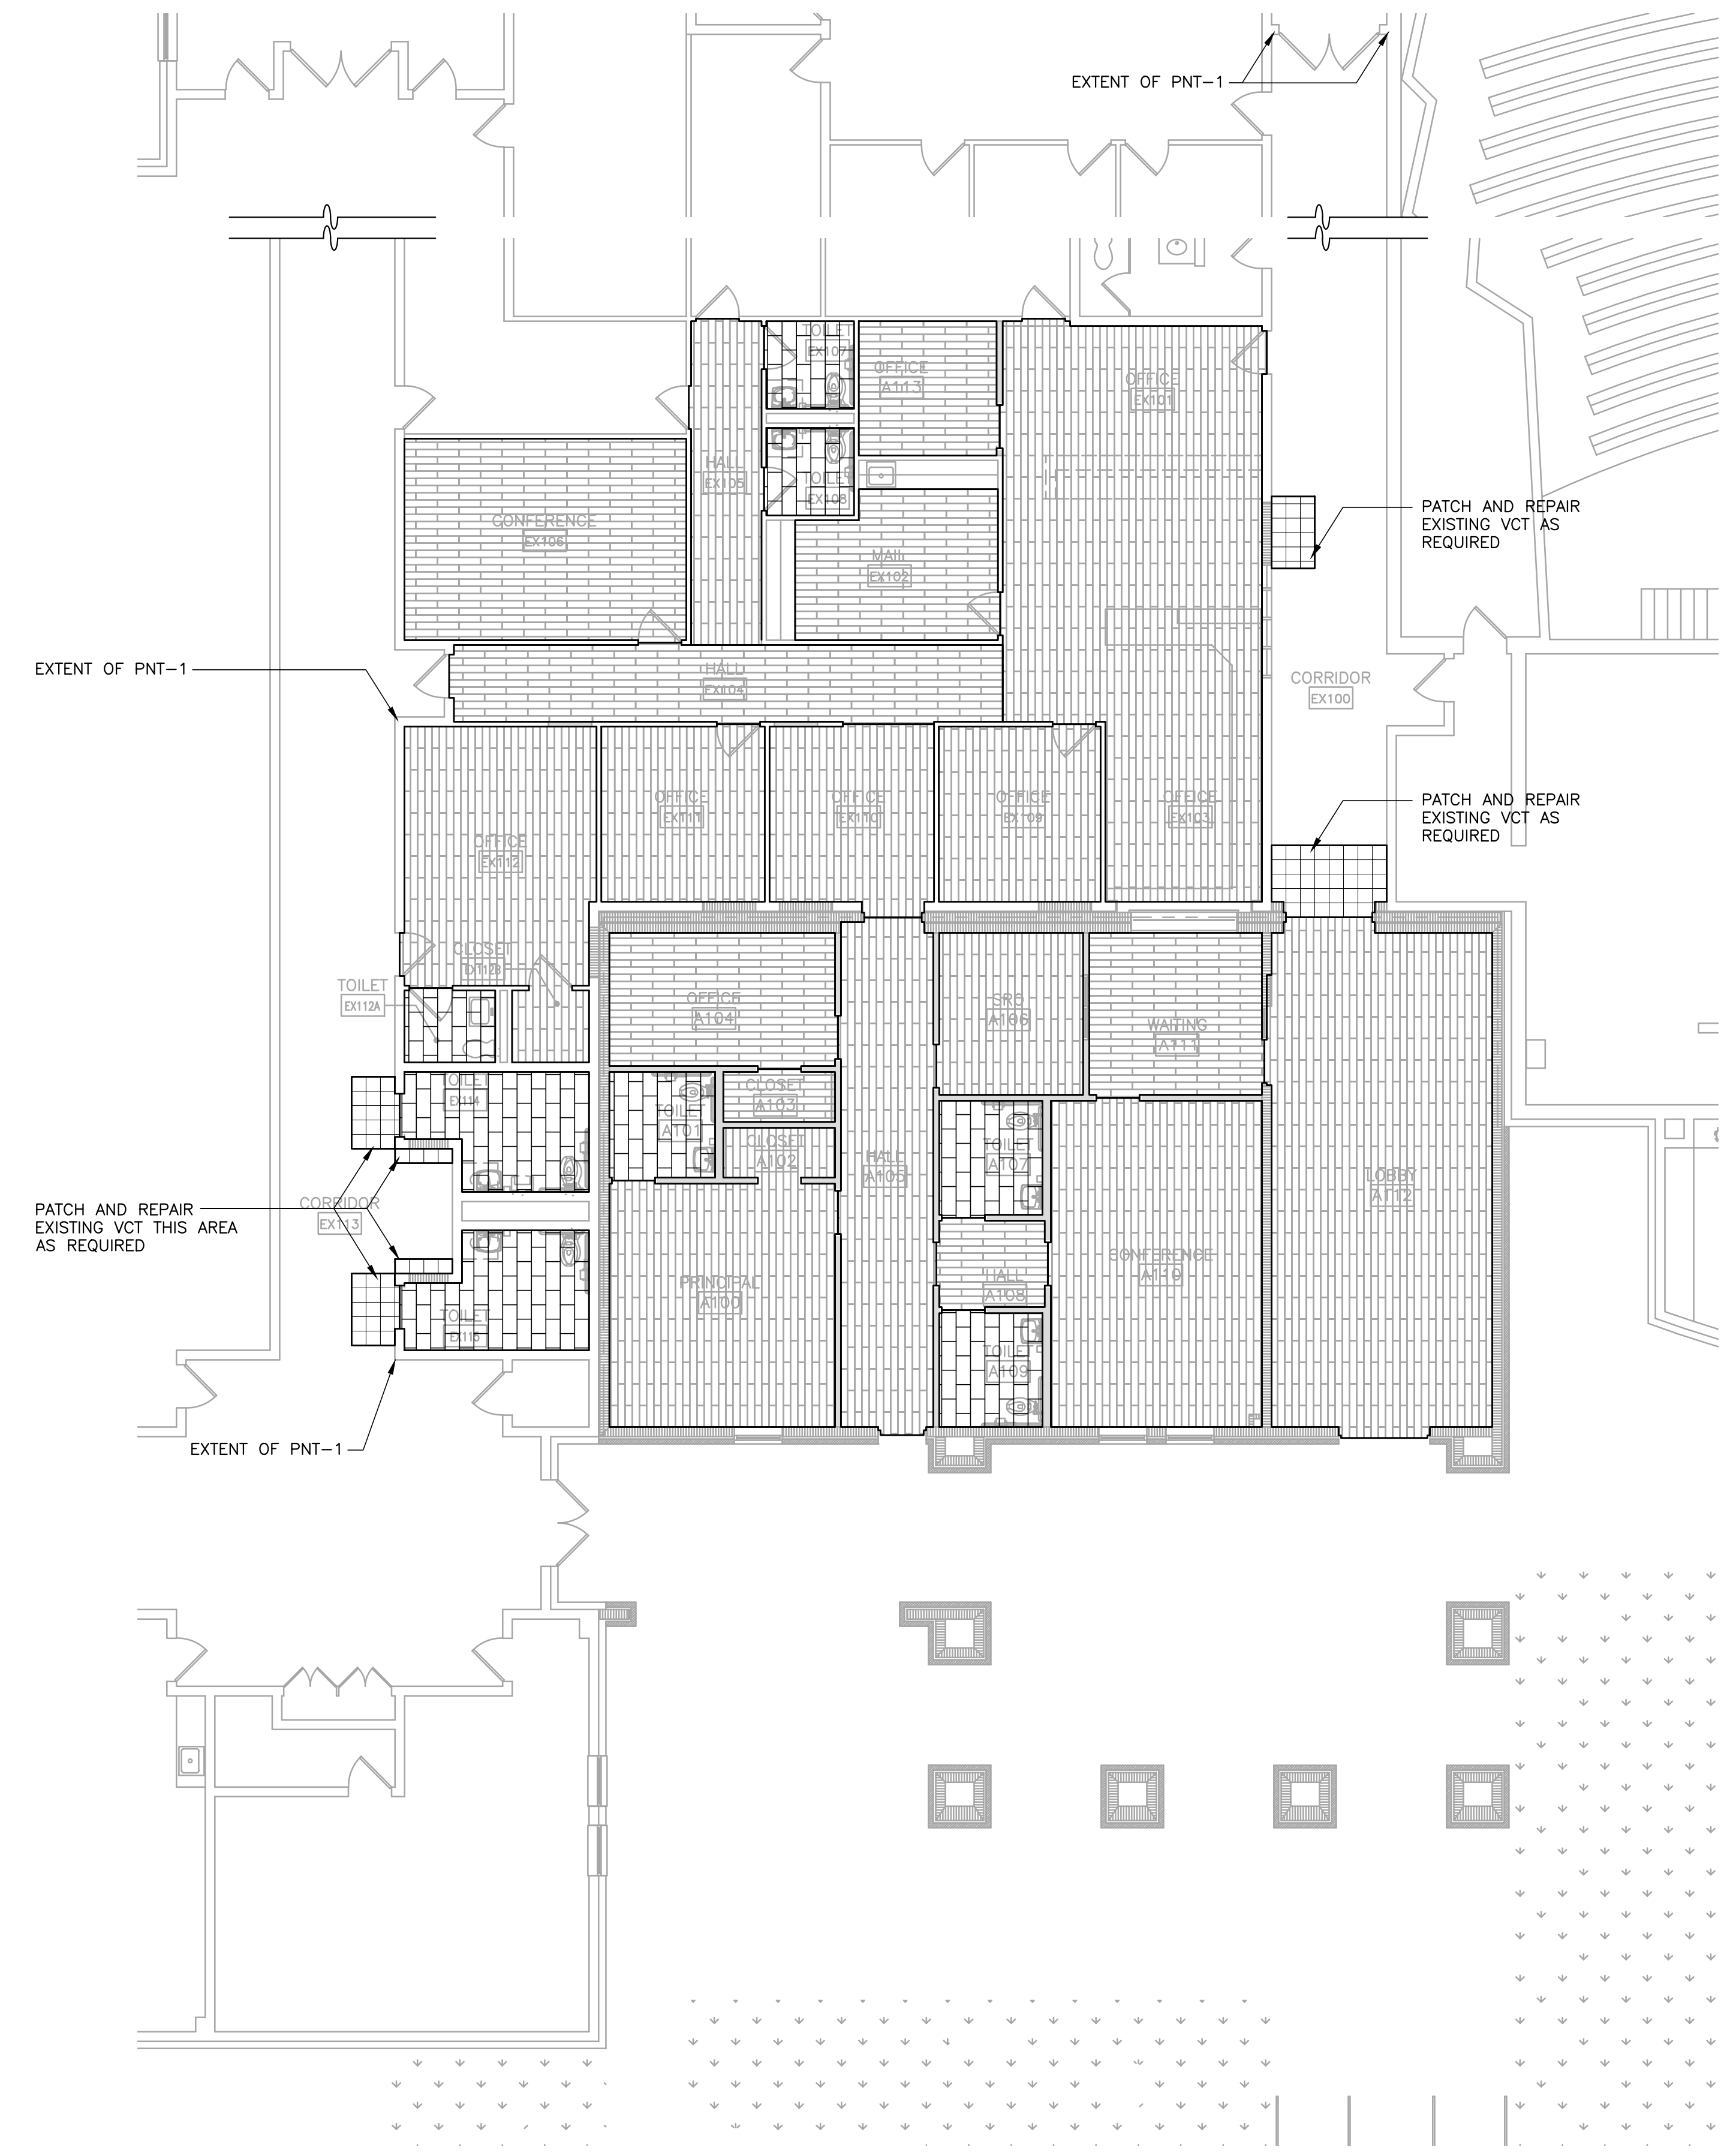 EXTENT OF PNT-1
TOILET
EX107
OFFICE
A113
OFFICE
EX101
HALL
EX105
TOILET
EX108
CONFERENCE
EX106
MAIL
EX102
PATCH AND REPAIR
EXISTING VCT AS
REQUIRED
EXTENT OF PNT-1
HALL
EX104
CORRIDOR
EX100
OFFICE
EX111
OFFICE
EX110
OFFICE
EX109
OFFICE
EX103
PATCH AND REPAIR
EXISTING VCT AS
REQUIRED
OFFICE
EX112
CLOSET
EX112B
TOILET
EX112A
OFFICE
A104
SRO
A106
WAITING
A111
TOILET
EX114
CLOSET
A103
TOILET
A101
CLOSET
A102
TOILET
A107
HALL
A105
LOBBY
A112
PATCH AND REPAIR
EXISTING VCT THIS AREA
AS REQUIRED
CORRIDOR
EX113
PRINCIPAL
A100
HALL
A108
CONFERENCE
A110
TOILET
EX115
TOILET
A109
EXTENT OF PNT-1